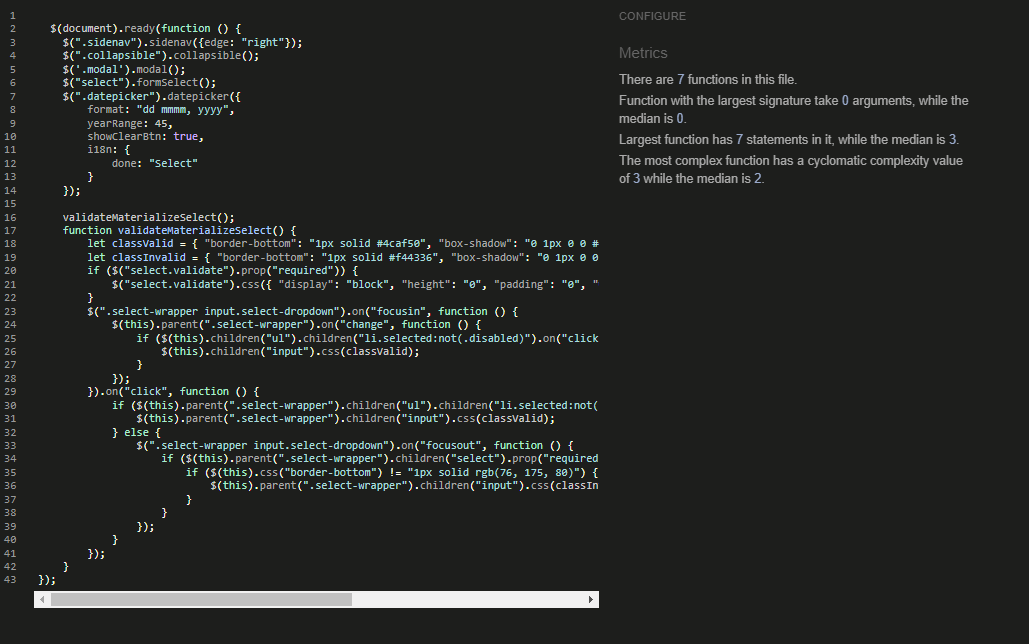 1
2 $(document).ready(function () {
3 $(".sidenav").sidenav({edge: "right"});
4 $(".collapsible").collapsible();
5 $('.modal').modal();
6 $("select").formSelect();
7 $(".datepicker").datepicker({
8 format: "dd mmmm, yyyy",
9 yearRange: 45,
10 showClearBtn: true,
11 i18n: {
12 done: "Select"
13 }
14 });
15
16 validateMaterializeSelect();
17 function validateMaterializeSelect() {
18 let classValid = { "border-bottom": "1px solid #4caf50", "box-shadow": "0 1px 0 0 #
19 let classInvalid = { "border-bottom": "1px solid #f44336", "box-shadow": "0 1px 0 0
20 if ($("select.validate").prop("required")) {
21 $("select.validate").css({ "display": "block", "height": "0", "padding": "0", "
22 }
23 $(".select-wrapper input.select-dropdown").on("focusin", function () {
24 $(this).parent(".select-wrapper").on("change", function () {
25 if ($(this).children("ul").children("li.selected:not(.disabled)").on("click
26 $(this).children("input").css(classValid);
27 }
28 });
29 }).on("click", function () {
30 if ($(this).parent(".select-wrapper").children("ul").children("li.selected:not(
31 $(this).parent(".select-wrapper").children("input").css(classValid);
32 } else {
33 $(".select-wrapper input.select-dropdown").on("focusout", function () {
34 if ($(this).parent(".select-wrapper").children("select").prop("required
35 if ($(this).css("border-bottom") != "1px solid rgb(76, 175, 80)") {
36 $(this).parent(".select-wrapper").children("input").css(classIn
37 }
38 }
39 });
40 }
41 });
42 }
43 });
CONFIGURE
Metrics
There are 7 functions in this file.
Function with the largest signature take 0 arguments, while the
median is 0.
Largest function has 7 statements in it, while the median is 3.
The most complex function has a cyclomatic complexity value
of 3 while the median is 2.